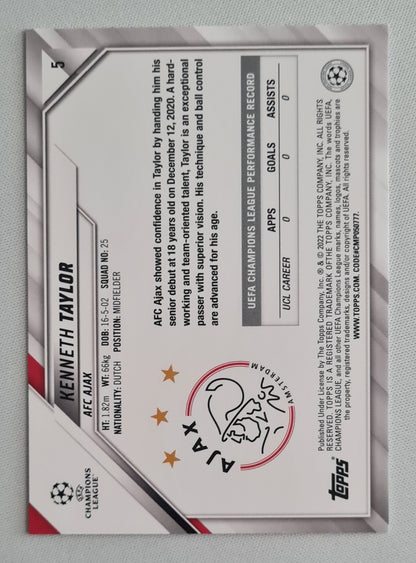 5
UEFA
CHAMPIONS
LEAGUE
KENNETH TAYLOR
AFC AJAX
HT: 1.82m WT: 66kg DOB: 16-5-02 SQUAD NO: 25
NATIONALITY: DUTCH POSITION: MIDFIELDER
AFC Ajax showed confidence in Taylor by handing him his
senior debut at 18 years old on December 12, 2020. A hard-
working and team-oriented talent, Taylor is an exceptional
passer with superior vision. His technique and ball control
are advanced for his age.
AJAX
AMSTERDAM
UEFA CHAMPIONS LEAGUE PERFORMANCE RECORD
APPS GOALS ASSISTS
UCL CAREER 0 0 0
TOPPS
Published Under License by The Topps Company, Inc. ® & © 2022 THE TOPPS COMPANY, INC. ALL RIGHTS
RESERVED. TOPPS IS A REGISTERED TRADEMARK OFTHE TOPPS COMPANY, INC. The words UEFA,
CHAMPIONS LEAGUE, and all other UEFA Champions League marks, names, logos, mascots and trophies are
the property, registered trademarks, designs and/or copyright of UEFA. All rights reserved.
WWW.TOPPS.COM. CODE#CMP060777.